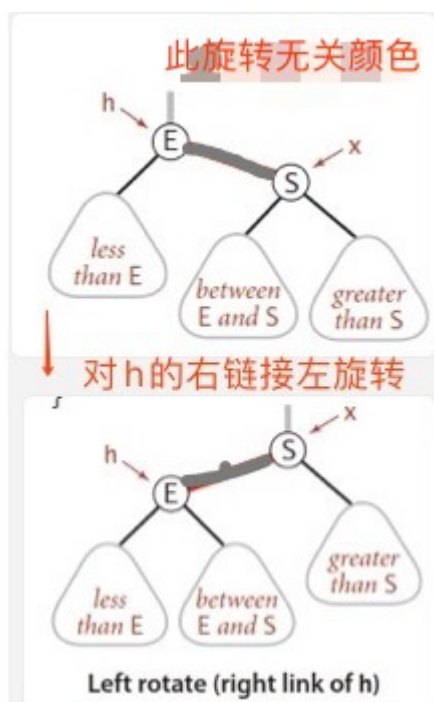 此旋转无关颜色
h
E
x
S
less
than E
between
E and S
greater
than S
对h的右链接左旋转
x
S
h
E
greater
than S
less
than E
between
E and S
Left rotate (right link of h)